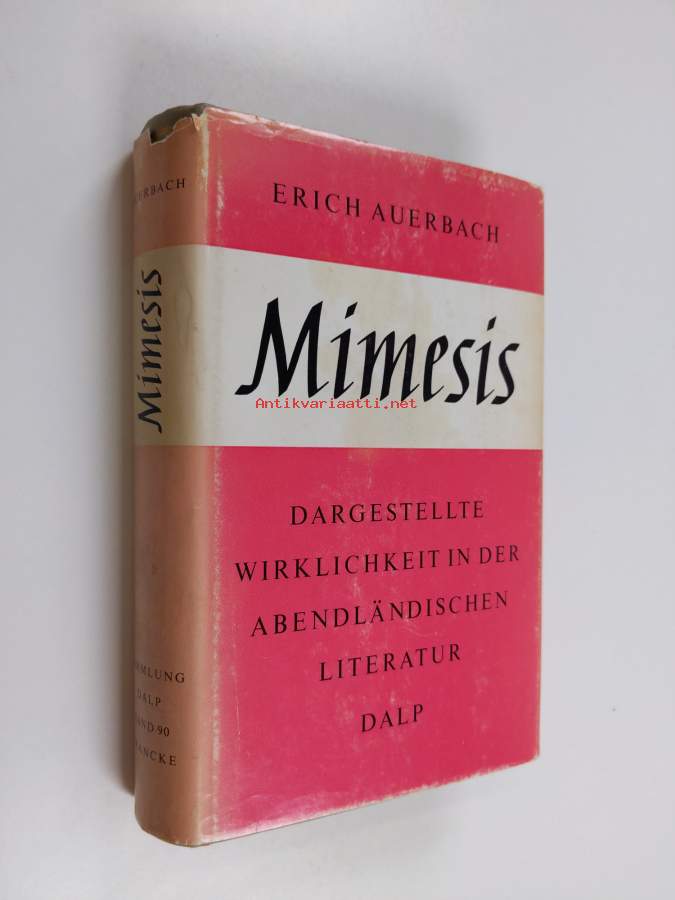 ERICH AUERBACH
Mimesis
Antikvariaatti.net
DARGESTELLTE
WIRKLICHKEIT IN DER
ABENDLÄNDISCHEN
LITERATUR
DALP
Mimesis
DALP